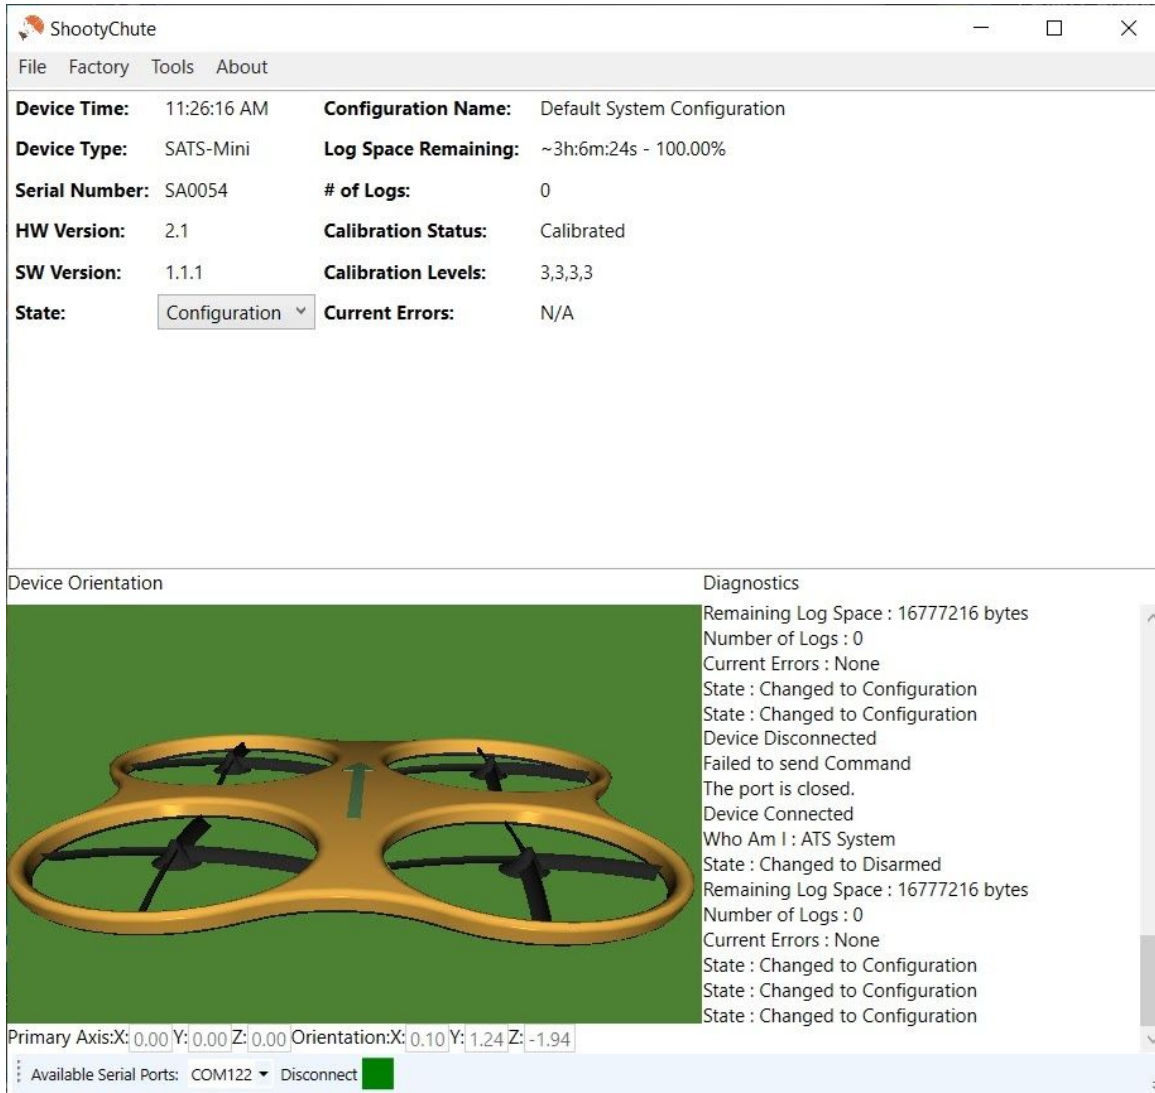 ShootyChute
File Factory Tools About
Device Time: 11:26:16 AM Configuration Name: Default System Configuration
Device Type: SATS-Mini Log Space Remaining: ~3h:6m:24s - 100.00%
Serial Number: SA0054 # of Logs: 0
HW Version: 2.1 Calibration Status: Calibrated
SW Version: 1.1.1 Calibration Levels: 3,3,3,3
State: Configuration Current Errors: N/A
Device Orientation
Diagnostics
Remaining Log Space : 16777216 bytes
Number of Logs : 0
Current Errors : None
State : Changed to Configuration
State : Changed to Configuration
Device Disconnected
Failed to send Command
The port is closed.
Device Connected
Who Am I : ATS System
State : Changed to Disarmed
Remaining Log Space : 16777216 bytes
Number of Logs : 0
Current Errors : None
State : Changed to Configuration
State : Changed to Configuration
State : Changed to Configuration
Primary Axis:X: 0.00 Y: 0.00 Z: 0.00 Orientation:X: 0.10 Y: 1.24 Z: -1.94
Available Serial Ports: COM122 Disconnect